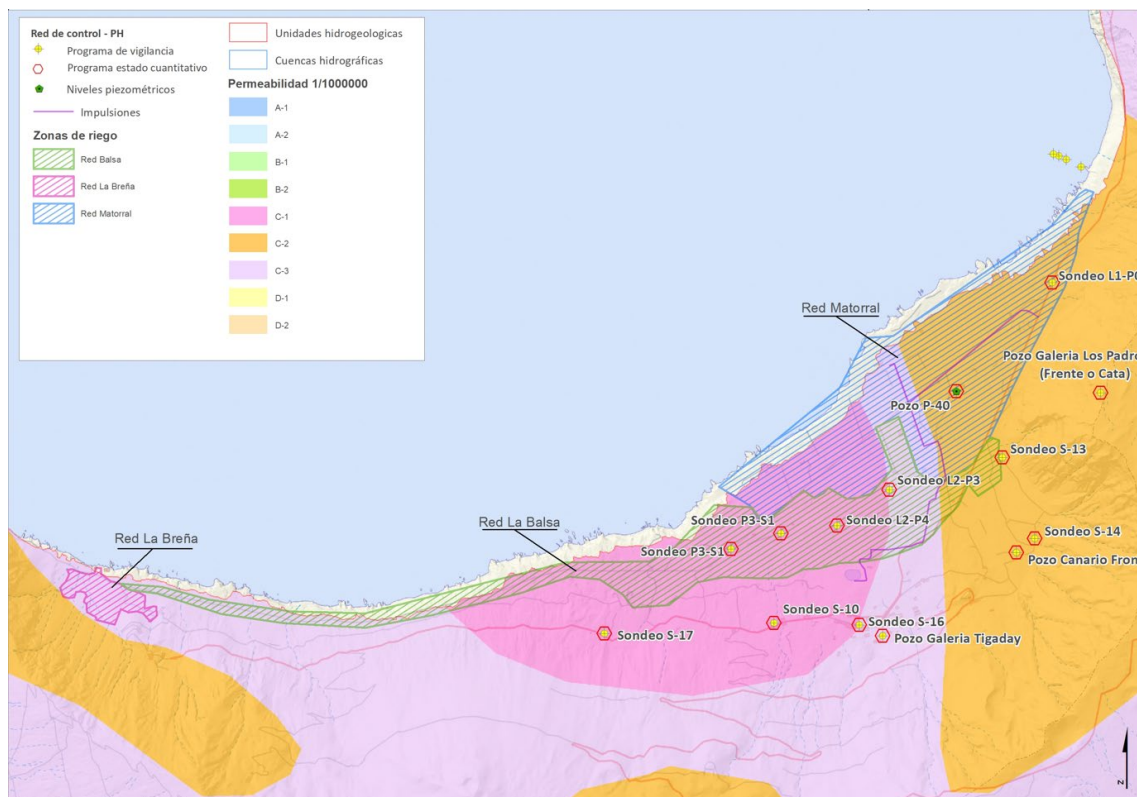 Red de control - PH
Programa de vigilancia
Programa estado cuantitativo
Niveles piezométricos
Impulsiones
Zonas de riego
Red Balsa
Red La Breña
Red Matorral
Unidades hidrogeologicas
Cuencas hidrográficas
Permeabilidad 1/1000000
A-1
A-2
B-1
B-2
C-1
C-2
C-3
D-1
D-2
Sondeo L1-P0
Red Matorral
Pozo Galeria Los Padro
(Frente o Cata)
Pozo P-40
Sondeo S-13
Sondeo L2-P3
Sondeo P3-S1
Sondeo L2-P4
Red La Balsa
Sondeo P3-S1
Sondeo S-14
Red La Breña
Pozo Canario Fron
Sondeo S-10
Sondeo S-16
Sondeo S-17
Pozo Galeria Tigaday
N